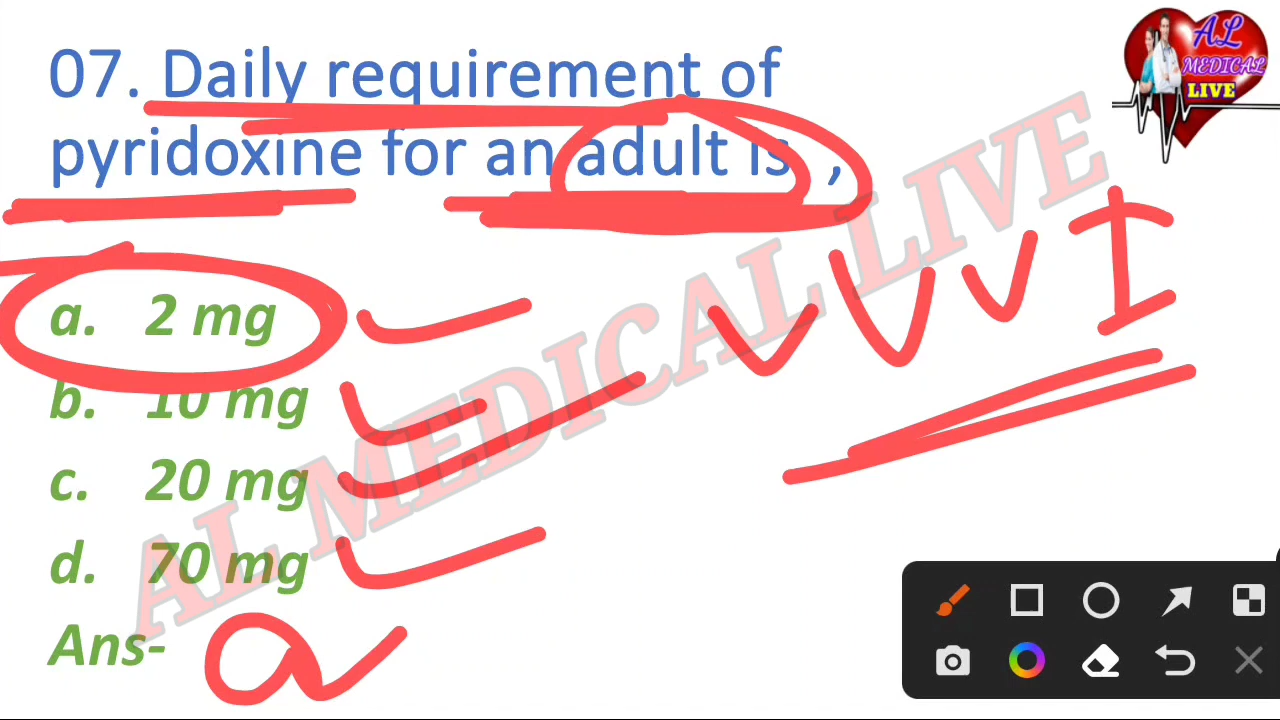 07. Daily requirement of
pyridoxine for an adult is ,
a. 2 mg
b. 10 mg
c. 20 mg
d. 70 mg
Ans- a
VVVI
AL MEDICAL LIVE
AL
MEDICAL
LIVE